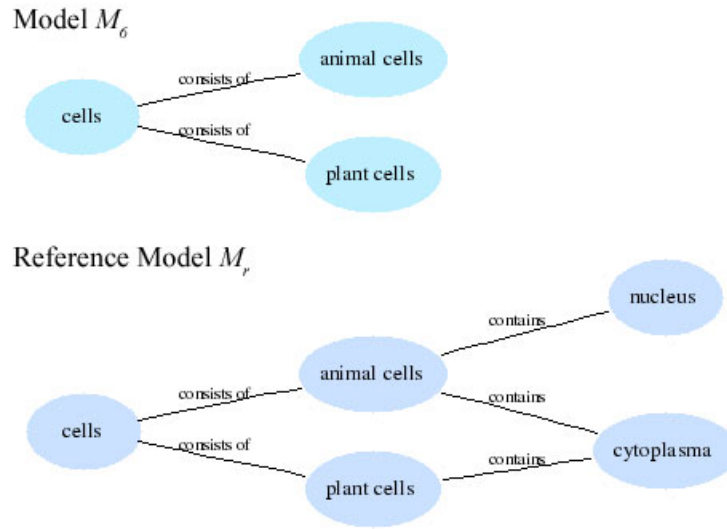 Model M₆
animal cells
consists of
cells
consists of
plant cells
Reference Model Mᵣ
nucleus
contains
animal cells
consists of
contains
cells
consists of
cytoplasma
contains
plant cells